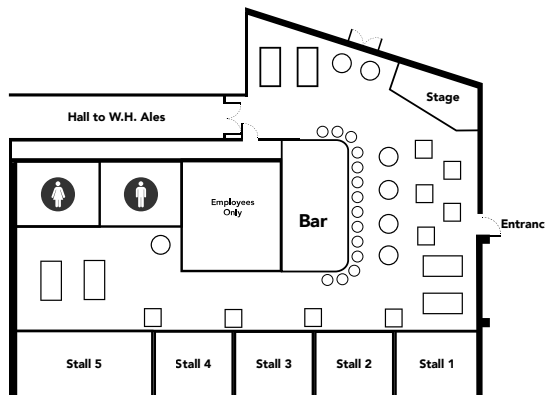 Stage
Hall to W.H. Ales
Employees
Only
Bar
Entranc
Stall 5
Stall 4
Stall 3
Stall 2
Stall 1